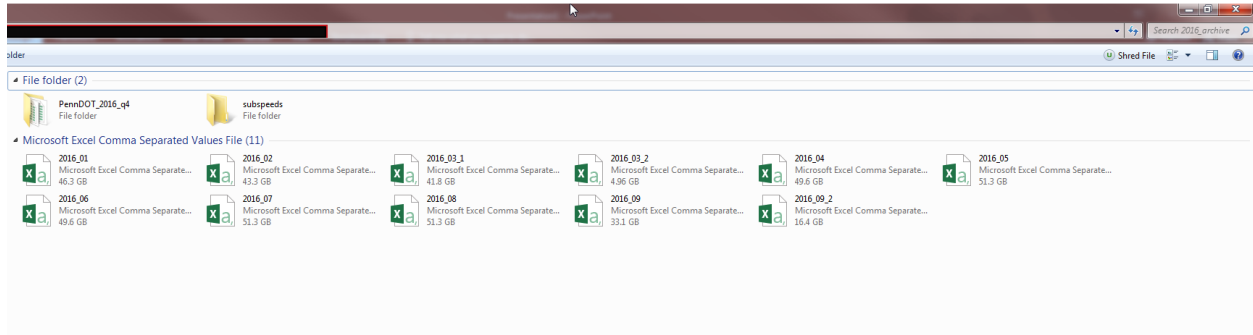 Search 2016_archive
older
Shred File
File folder (2)
PennDOT_2016_q4
File folder
subspeeds
File folder
Microsoft Excel Comma Separated Values File (11)
2016_01
Microsoft Excel Comma Separate...
46.3 GB
2016_02
Microsoft Excel Comma Separate...
43.3 GB
2016_03_1
Microsoft Excel Comma Separate...
41.8 GB
2016_03_2
Microsoft Excel Comma Separate...
4.96 GB
2016_04
Microsoft Excel Comma Separate...
49.6 GB
2016_05
Microsoft Excel Comma Separate...
51.3 GB
2016_06
Microsoft Excel Comma Separate...
49.6 GB
2016_07
Microsoft Excel Comma Separate...
51.3 GB
2016_08
Microsoft Excel Comma Separate...
51.3 GB
2016_09
Microsoft Excel Comma Separate...
33.1 GB
2016_09_2
Microsoft Excel Comma Separate...
16.4 GB